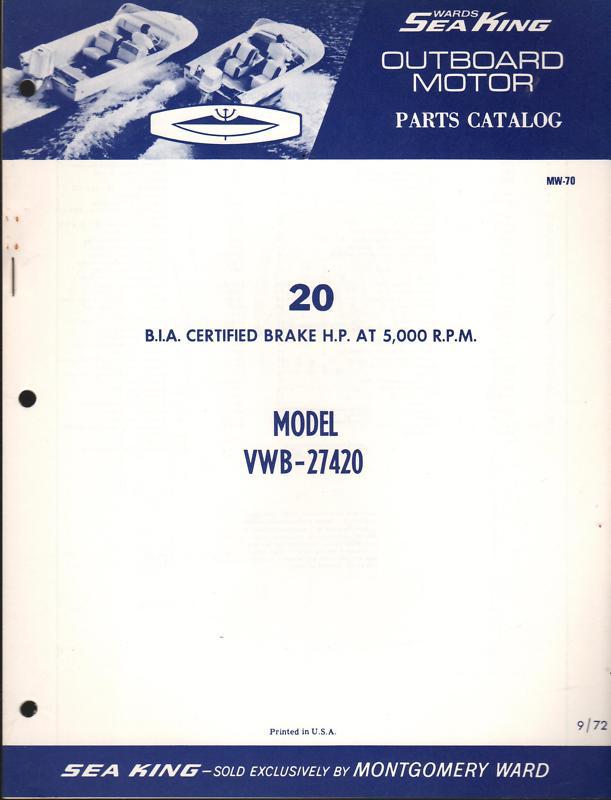 WARDS
SEA KING
OUTBOARD
MOTOR
PARTS CATALOG
MW-70
20
B.I.A. CERTIFIED BRAKE H.P. AT 5,000 R.P.M.
MODEL
VWB-27420
9/72
Printed in U.S.A.
SEA KING—SOLD EXCLUSIVELY BY MONTGOMERY WARD